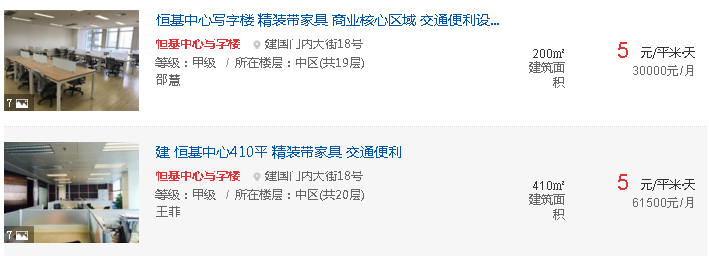 恒基中心写字楼 精装带家具 商业核心区域 交通便利设...
恒基中心写字楼 建国门内大街18号
等级：甲级 / 所在楼层：中区(共19层)
邵慧
7
200㎡
建筑面
积
5 元/平米·天
30000元/月
建 恒基中心410平 精装带家具 交通便利
恒基中心写字楼 建国门内大街18号
等级：甲级 / 所在楼层：中区(共20层)
王菲
7
410㎡
建筑面
积
5 元/平米·天
61500元/月